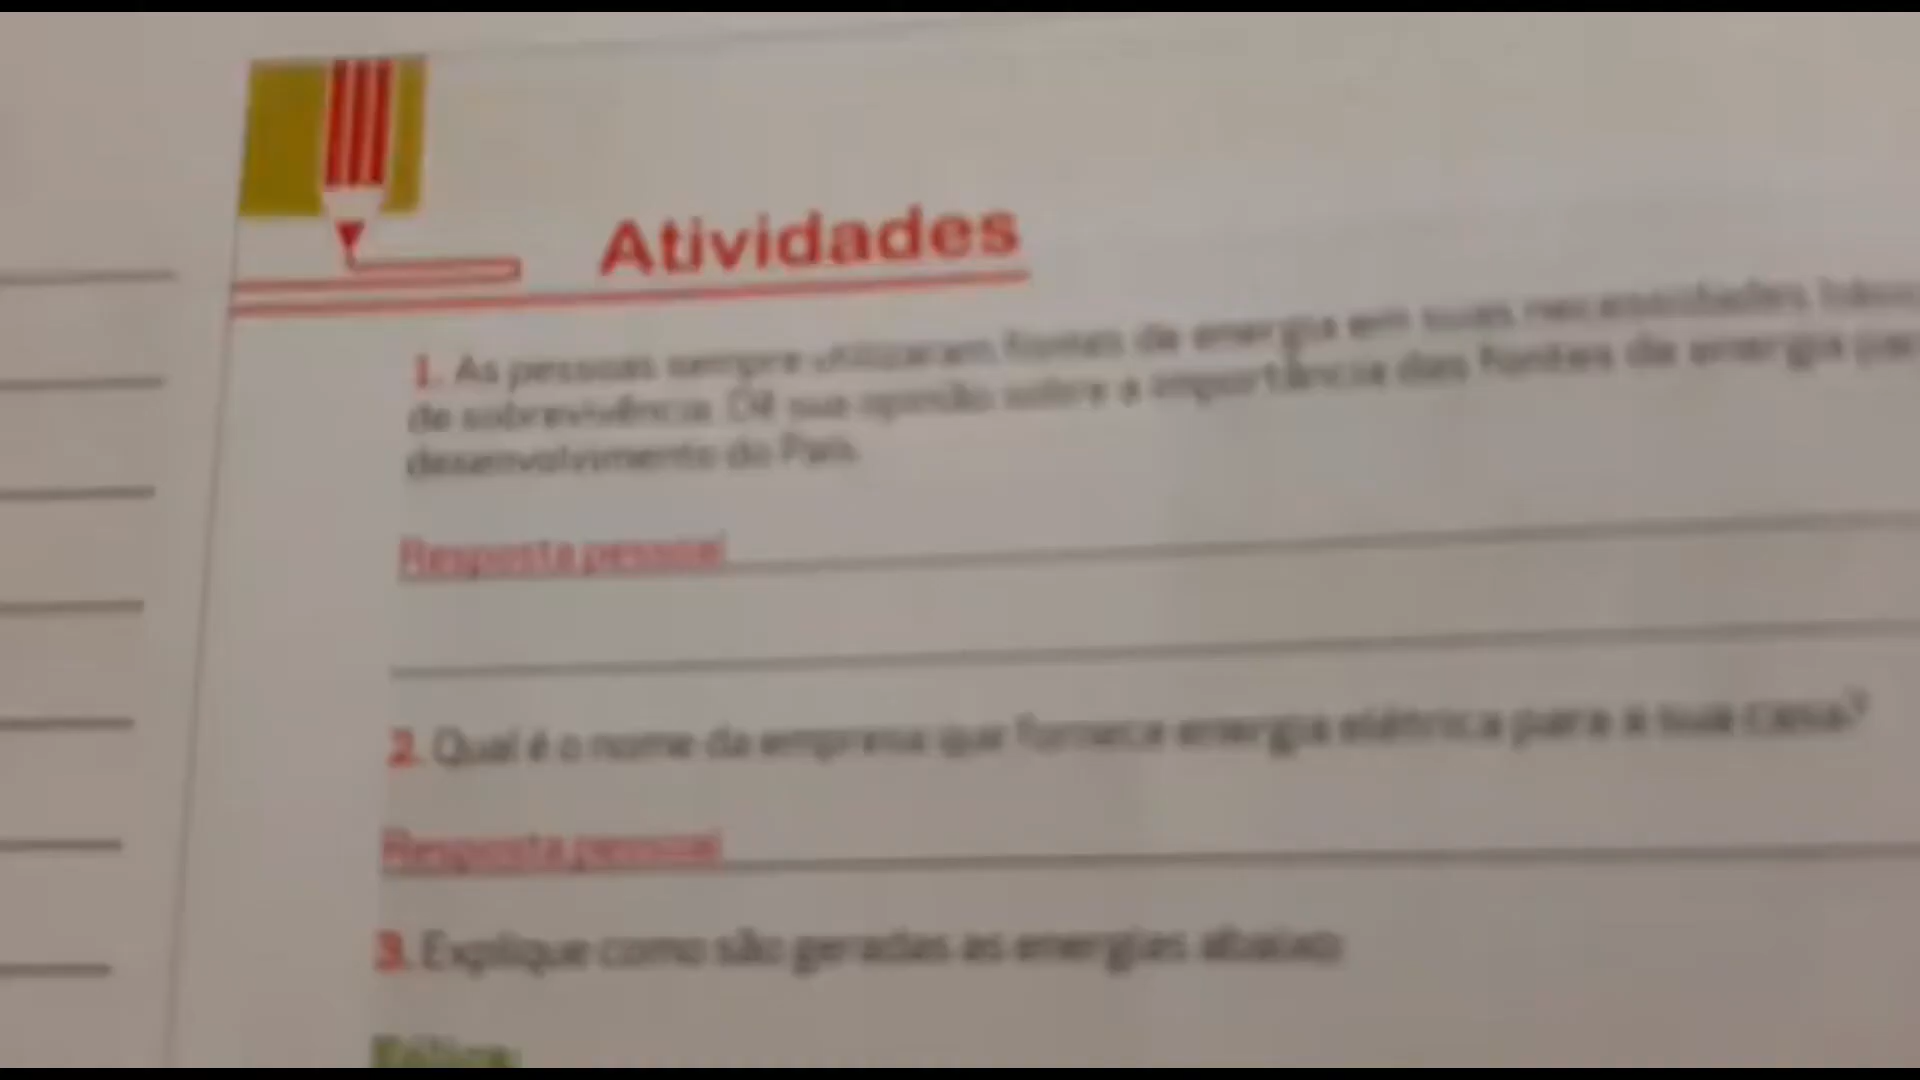 Atividades
1. As pessoas sempre utilizaram fontes de energia em suas necessidades
de sobrevivência. Dê sua opinião sobre a importância das fontes de energia
desenvolvimento do País.
Resposta pessoal
2. Qual é o nome da empresa que fornece energia elétrica para a sua casa?
Resposta pessoal
3. Explique como são geradas as energias abaixo: